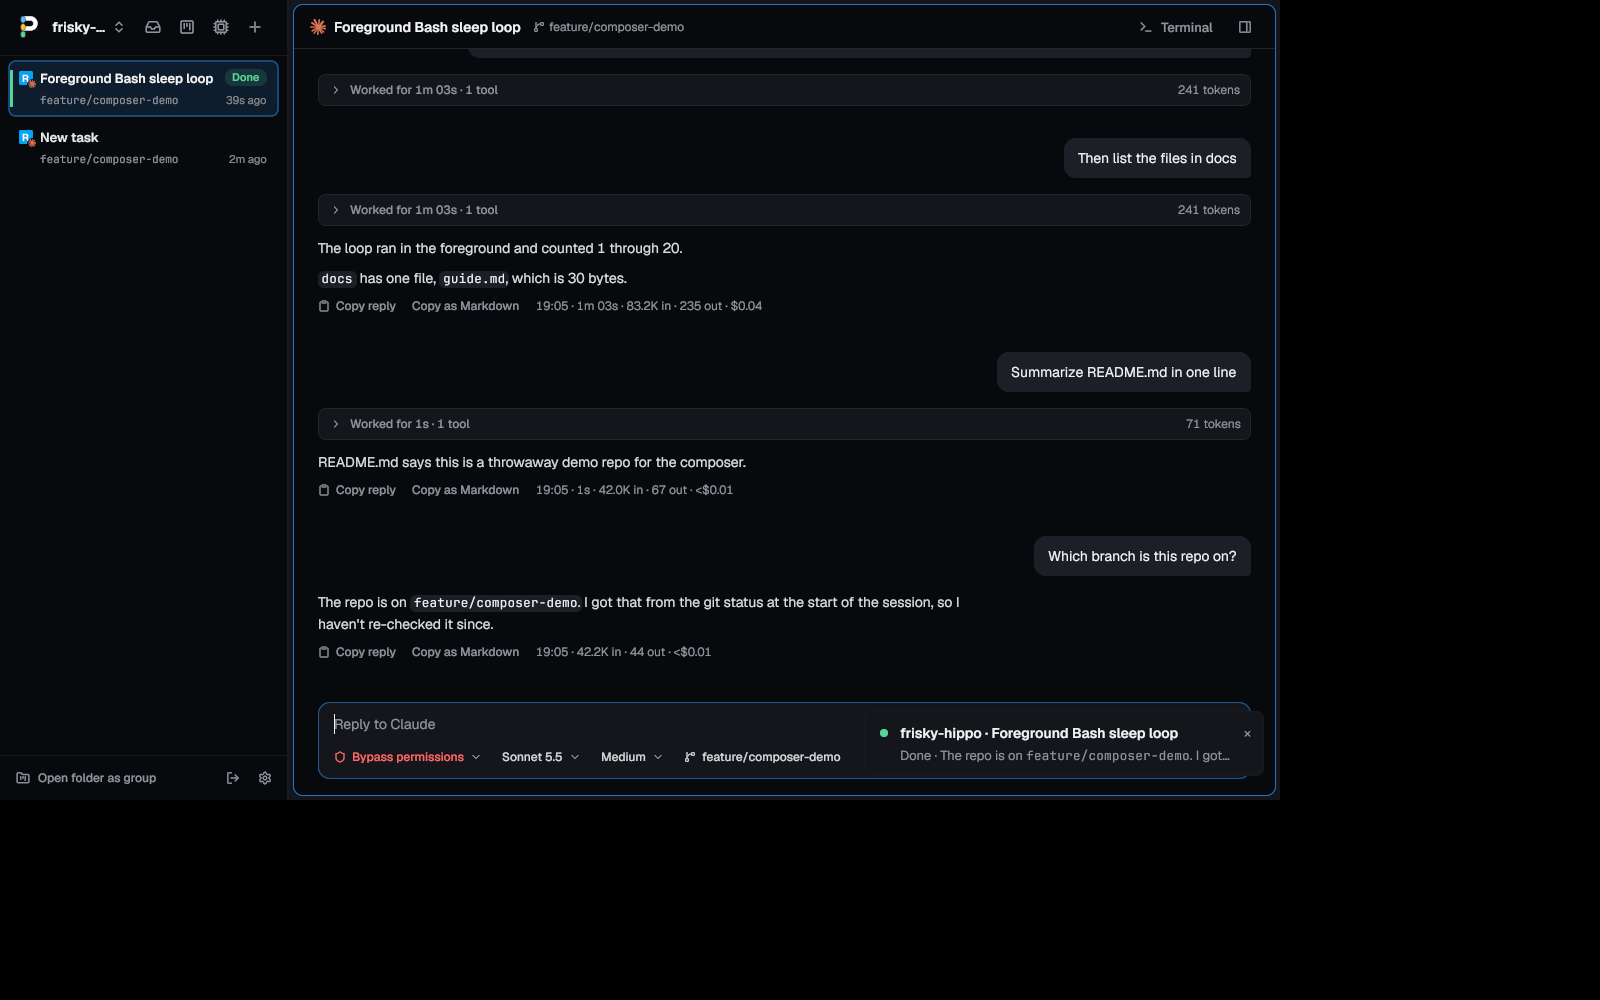 frisky-...
Foreground Bash sleep loop
Done
feature/composer-demo
39s ago
New task
feature/composer-demo
2m ago
Open folder as group
Foreground Bash sleep loop
feature/composer-demo
Terminal
Worked for 1m 03s · 1 tool
241 tokens
Then list the files in docs
Worked for 1m 03s · 1 tool
241 tokens
The loop ran in the foreground and counted 1 through 20.
docs has one file, guide.md, which is 30 bytes.
Copy reply Copy as Markdown 19:05 · 1m 03s · 83.2K in · 235 out · $0.04
Summarize README.md in one line
Worked for 1s · 1 tool
71 tokens
README.md says this is a throwaway demo repo for the composer.
Copy reply Copy as Markdown 19:05 · 1s · 42.0K in · 67 out · <$0.01
Which branch is this repo on?
The repo is on feature/composer-demo. I got that from the git status at the start of the session, so I
haven't re-checked it since.
Copy reply Copy as Markdown 19:05 · 42.2K in · 44 out · <$0.01
Reply to Claude
Bypass permissions Sonnet 5.5 Medium feature/composer-demo
frisky-hippo · Foreground Bash sleep loop
Done · The repo is on feature/composer-demo. I got...